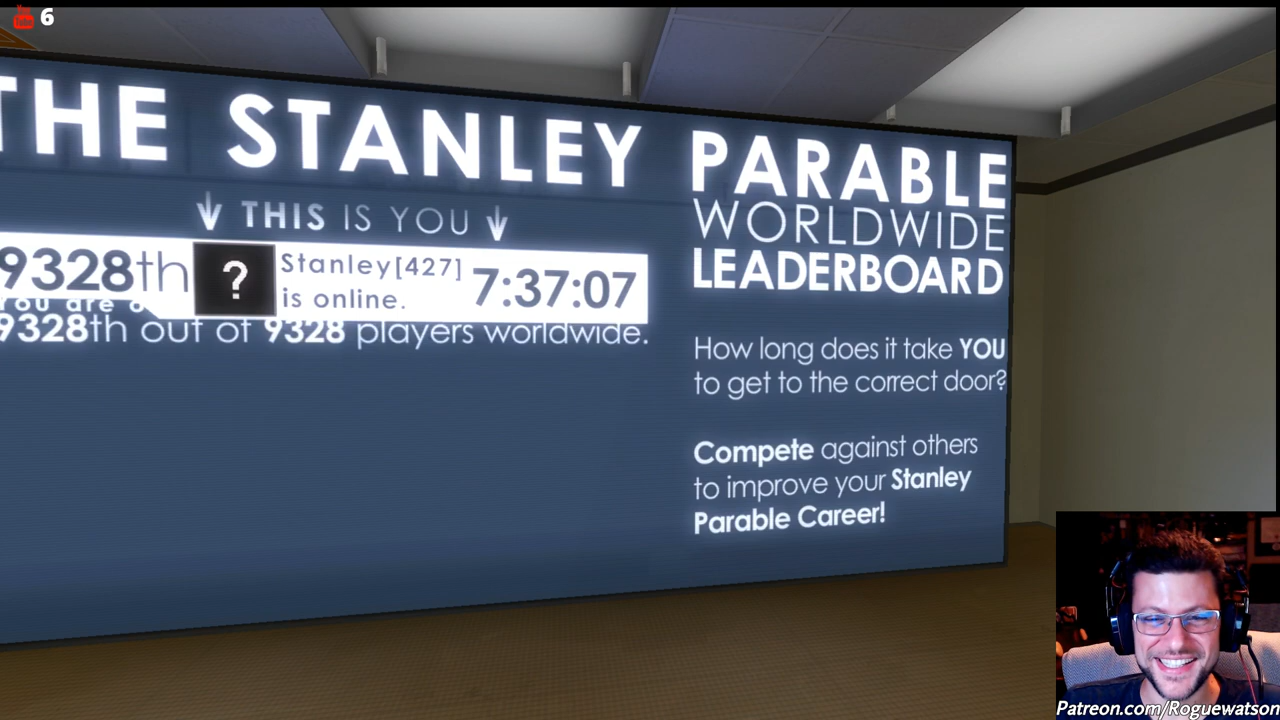 6
THE STANLEY PARABLE
WORLDWIDE
LEADERBOARD
THIS IS YOU
9328th
?
Stanley[427]
is online.
7:37:07
You are
9328th out of 9328 players worldwide.
How long does it take YOU
to get to the correct door?
Compete against others
to improve your Stanley
Parable Career!
Patreon.com/Roguewatson